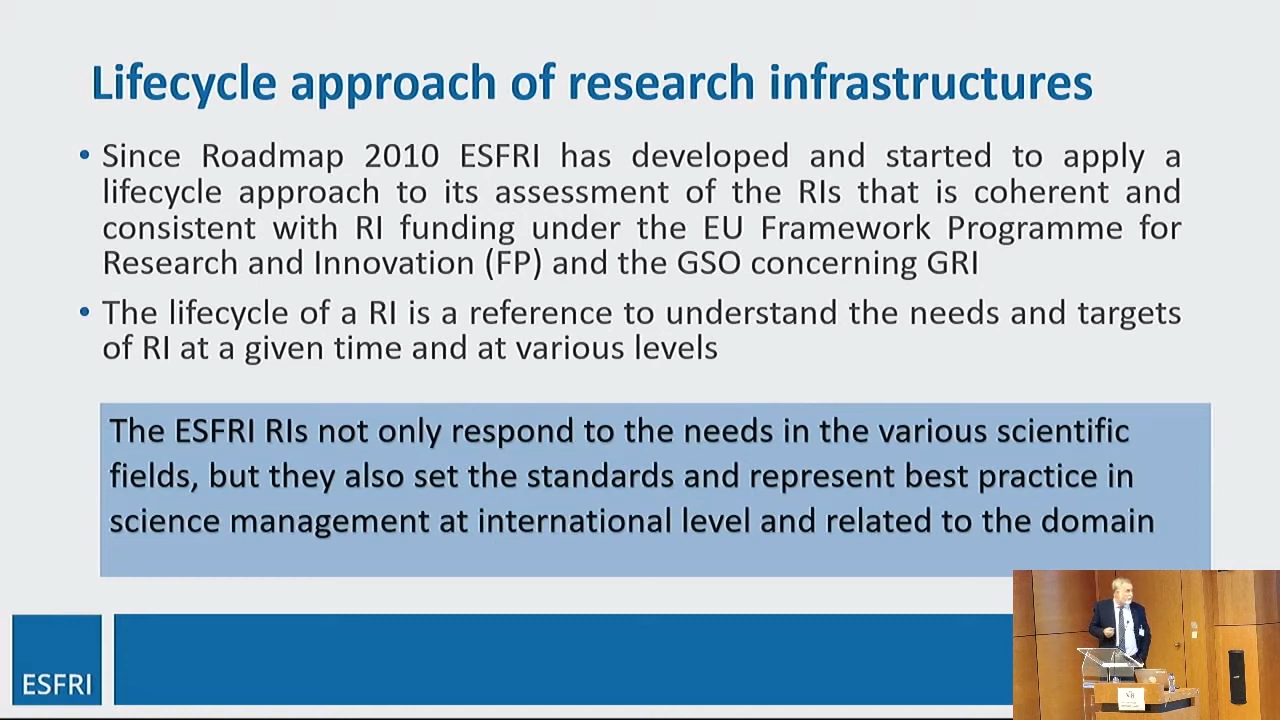 Lifecycle approach of research infrastructures
• Since Roadmap 2010 ESFRI has developed and started to apply a
lifecycle approach to its assessment of the RIs that is coherent and
consistent with RI funding under the EU Framework Programme for
Research and Innovation (FP) and the GSO concerning GRI
• The lifecycle of a RI is a reference to understand the needs and targets
of RI at a given time and at various levels
The ESFRI RIs not only respond to the needs in the various scientific
fields, but they also set the standards and represent best practice in
science management at international level and related to the domain
ESFRI